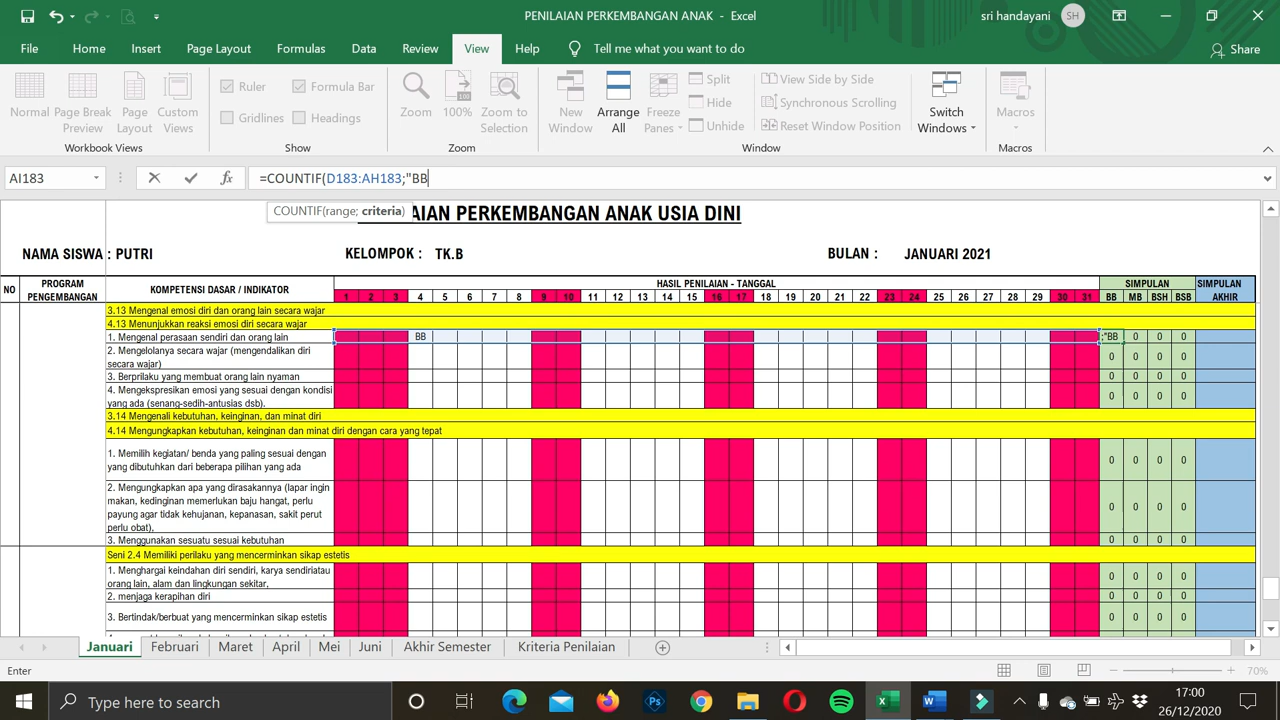 PENILAIAN PERKEMBANGAN ANAK - Excel
sri handayani SH
File Home Insert Page Layout Formulas Data Review View Help Tell me what you want to do Share
Normal Page Break Preview Page Layout Custom Views
Workbook Views
Ruler Formula Bar
Gridlines Headings
Show
Zoom 100% Zoom to Selection
Zoom
New Window Arrange All Freeze Panes
Split
Hide
Unhide
View Side by Side
Synchronous Scrolling
Reset Window Position
Window
Switch Windows
Macros
Macros
AI183 fx =COUNTIF(D183:AH183;"BB
COUNTIF(range; criteria)
AIAN PERKEMBANGAN ANAK USIA DINI
NAMA SISWA : PUTRI KELOMPOK : TK.B BULAN : JANUARI 2021
NO PROGRAM PENGEMBANGAN KOMPETENSI DASAR / INDIKATOR HASIL PENILAIAN - TANGGAL SIMPULAN SIMPULAN AKHIR
1 2 3 4 5 6 7 8 9 10 11 12 13 14 15 16 17 18 19 20 21 22 23 24 25 26 27 28 29 30 31 BB MB BSH BSB
3.13 Mengenal emosi diri dan orang lain secara wajar
4.13 Menunjukkan reaksi emosi diri secara wajar
1. Mengenal perasaan sendiri dan orang lain BB ;"BB 0 0 0
2. Mengelolanya secara wajar (mengendalikan diri
secara wajar) 0 0 0 0
3. Berprilaku yang membuat orang lain nyaman 0 0 0 0
4. Mengekspresikan emosi yang sesuai dengan kondisi
yang ada (senang-sedih-antusias dsb). 0 0 0 0
3.14 Mengenali kebutuhan, keinginan, dan minat diri
4.14 Mengungkapkan kebutuhan, keinginan dan minat diri dengan cara yang tepat
1. Memilih kegiatan/ benda yang paling sesuai dengan
yang dibutuhkan dari beberapa pilihan yang ada 0 0 0 0
2. Mengungkapkan apa yang dirasakannya (lapar ingin
makan, kedinginan memerlukan baju hangat, perlu
payung agar tidak kehujanan, kepanasan, sakit perut
perlu obat), 0 0 0 0
3. Menggunakan sesuatu sesuai kebutuhan 0 0 0 0
Seni 2.4 Memiliki perilaku yang mencerminkan sikap estetis
1. Menghargai keindahan diri sendiri, karya sendiriatau
orang lain, alam dan lingkungan sekitar, 0 0 0 0
2. menjaga kerapihan diri 0 0 0 0
3. Bertindak/berbuat yang mencerminkan sikap estetis 0 0 0 0
Januari Februari Maret April Mei Juni Akhir Semester Kriteria Penilaian
Enter 70%
Type here to search
17:00
26/12/2020